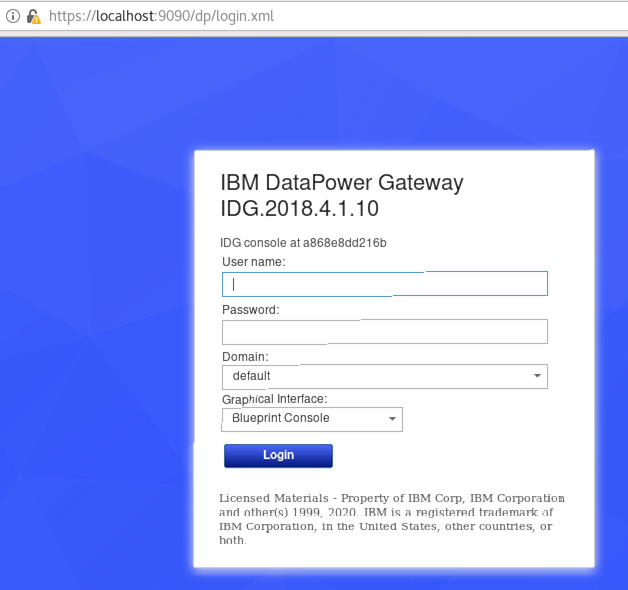 https://localhost:9090/dp/login.xml
IBM DataPower Gateway
IDG.2018.4.1.10
IDG console at a868e8dd216b
User name:
Password:
Domain:
default
Graphical Interface:
Blueprint Console
Login
Licensed Materials - Property of IBM Corp, IBM Corporation
and other(s) 1999, 2020. IBM is a registered trademark of
IBM Corporation, in the United States, other countries, or
both.